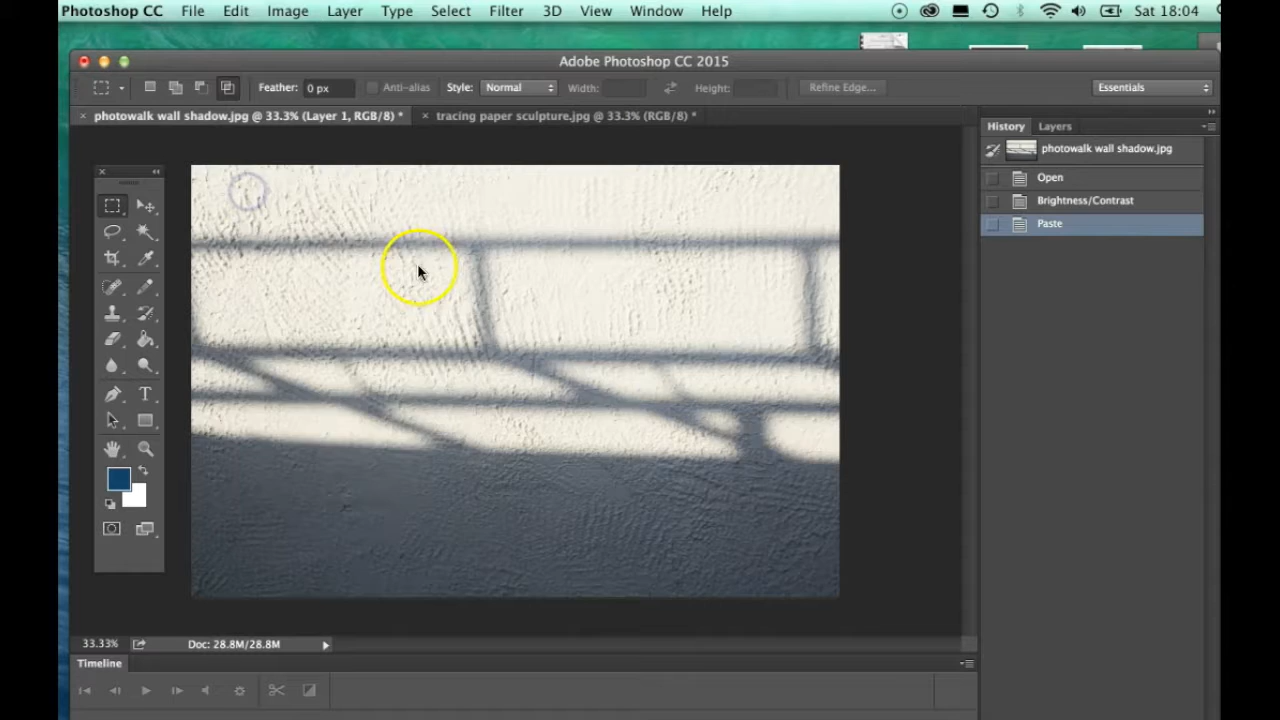 Photoshop CC File Edit Image Layer Type Select Filter 3D View Window Help Sat 18:04
Adobe Photoshop CC 2015
Feather: 0 px Anti-alias Style: Normal Width: Height: Refine Edge... Essentials
photowalk wall shadow.jpg @ 33.3% (Layer 1, RGB/8) * tracing paper sculpture.jpg @ 33.3% (RGB/8) *
History Layers
photowalk wall shadow.jpg
Open
Brightness/Contrast
Paste
33.33% Doc: 28.8M/28.8M
Timeline